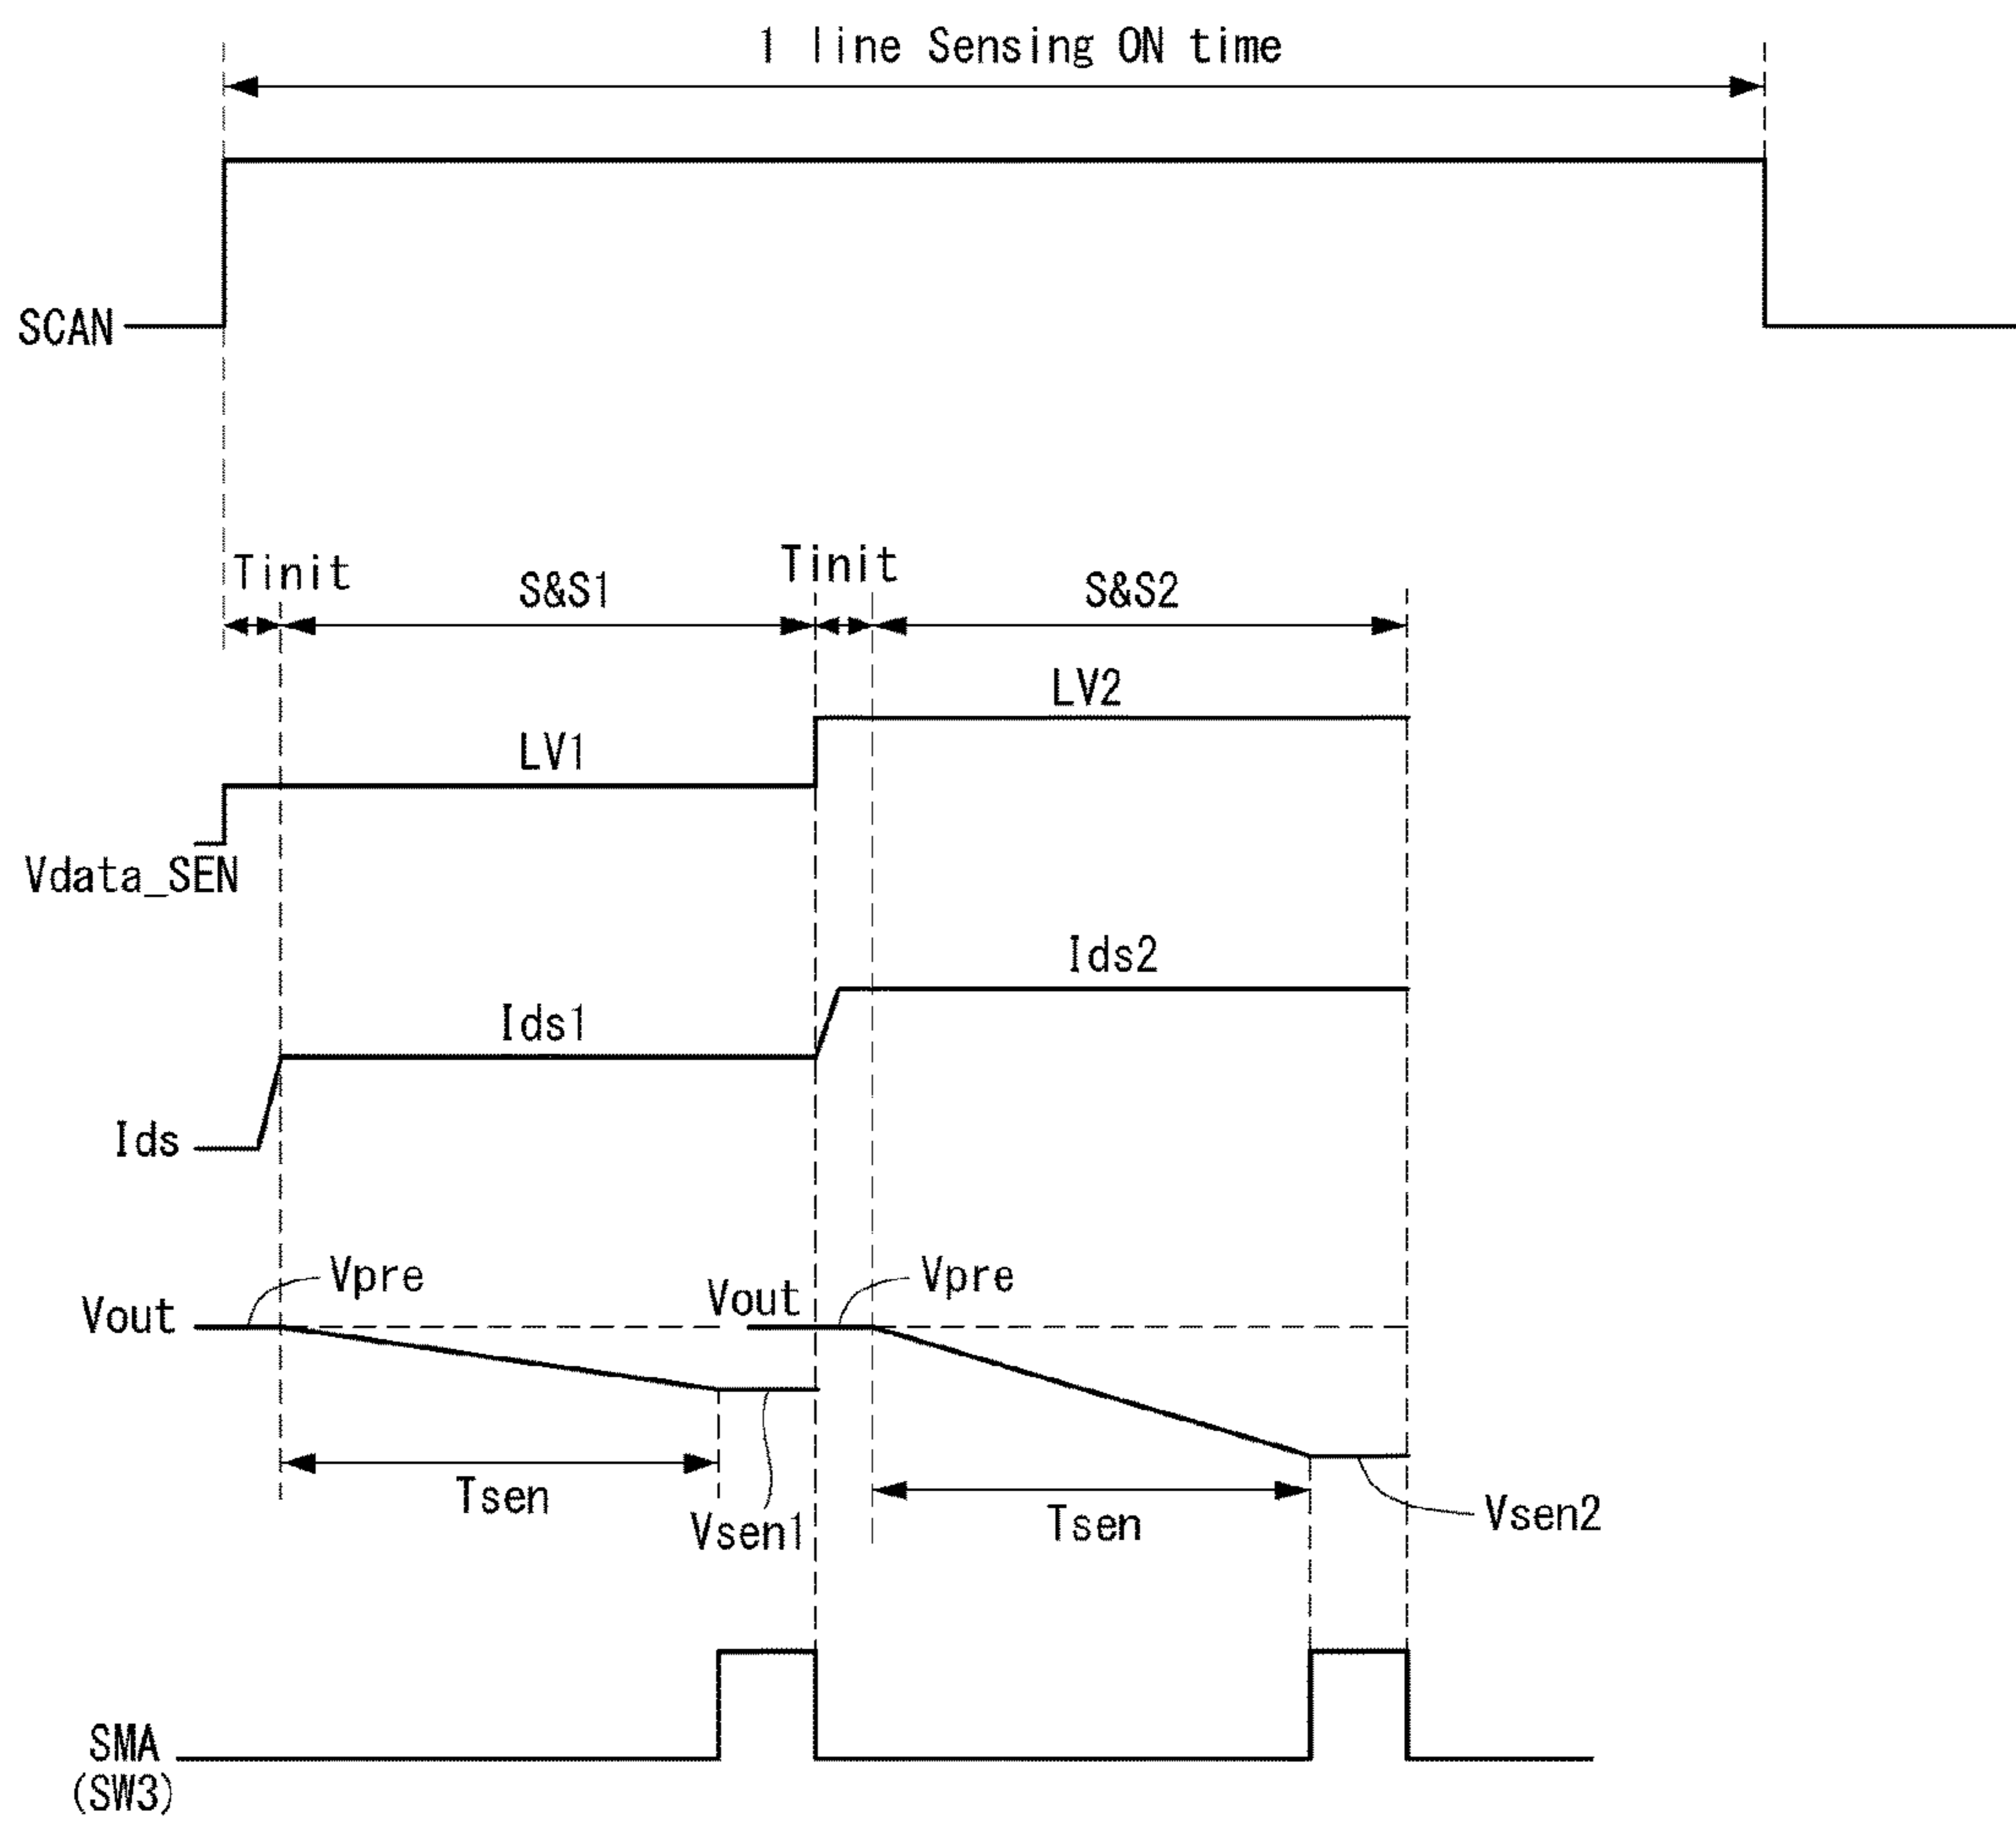 1 line Sensing ON time
SCAN
Tinit
S&S1
Tinit
S&S2
LV1
LV2
Vdata_SEN
Ids1
Ids2
Ids
Vpre
Vout
Vpre
Vout
Tsen
Vsen1
Tsen
Vsen2
SMA
(SW3)